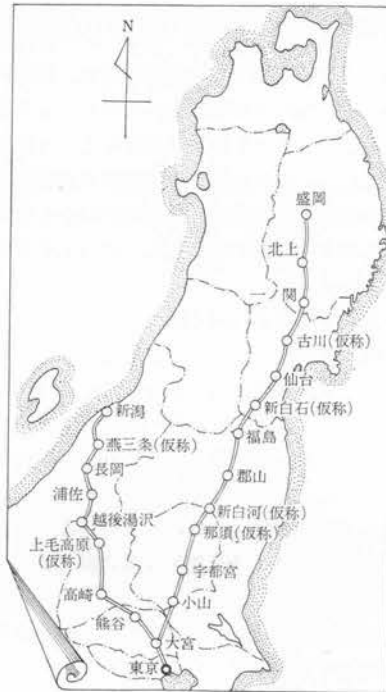 N
盛岡
北上
一関
古川(仮称)
仙台
新白石(仮称)
福島
郡山
新白河(仮称)
那須(仮称)
宇都宮
小山
大宮
東京
新潟
燕三条(仮称)
長岡
浦佐
越後湯沢
上毛高原
(仮称)
高崎
熊谷